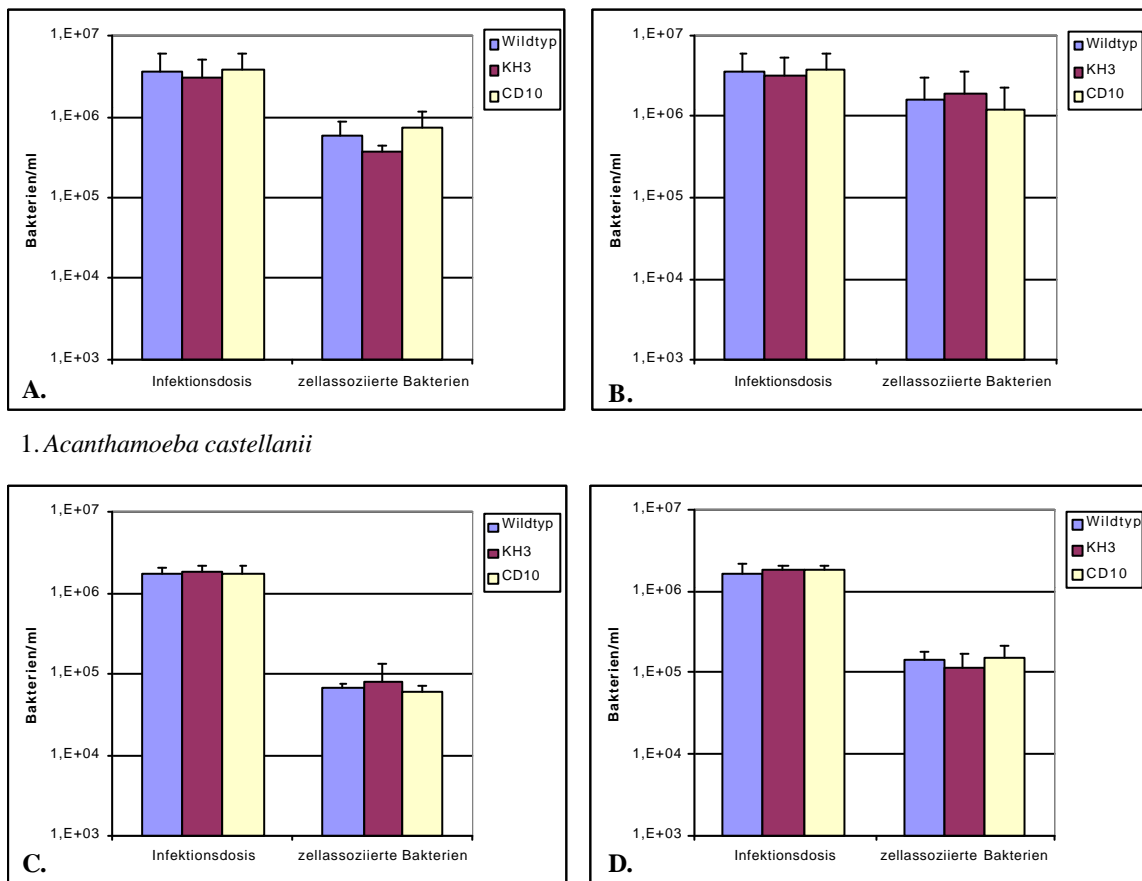 1,E+07
1,E+06
1,E+05
1,E+04
1,E+03
Bakterien/ml
Infektionsdosis zellassoziierte Bakterien
Wildtyp
KH3
CD10
A.
1,E+07
1,E+06
1,E+05
1,E+04
1,E+03
Bakterien/ml
Infektionsdosis zellassoziierte Bakterien
Wildtyp
KH3
CD10
B.
1. Acanthamoeba castellanii
1,E+07
1,E+06
1,E+05
1,E+04
1,E+03
Bakterien/ml
Infektionsdosis zellassoziierte Bakterien
Wildtyp
KH3
CD10
C.
1,E+07
1,E+06
1,E+05
1,E+04
1,E+03
Bakterien/ml
Infektionsdosis zellassoziierte Bakterien
Wildtyp
KH3
CD10
D.